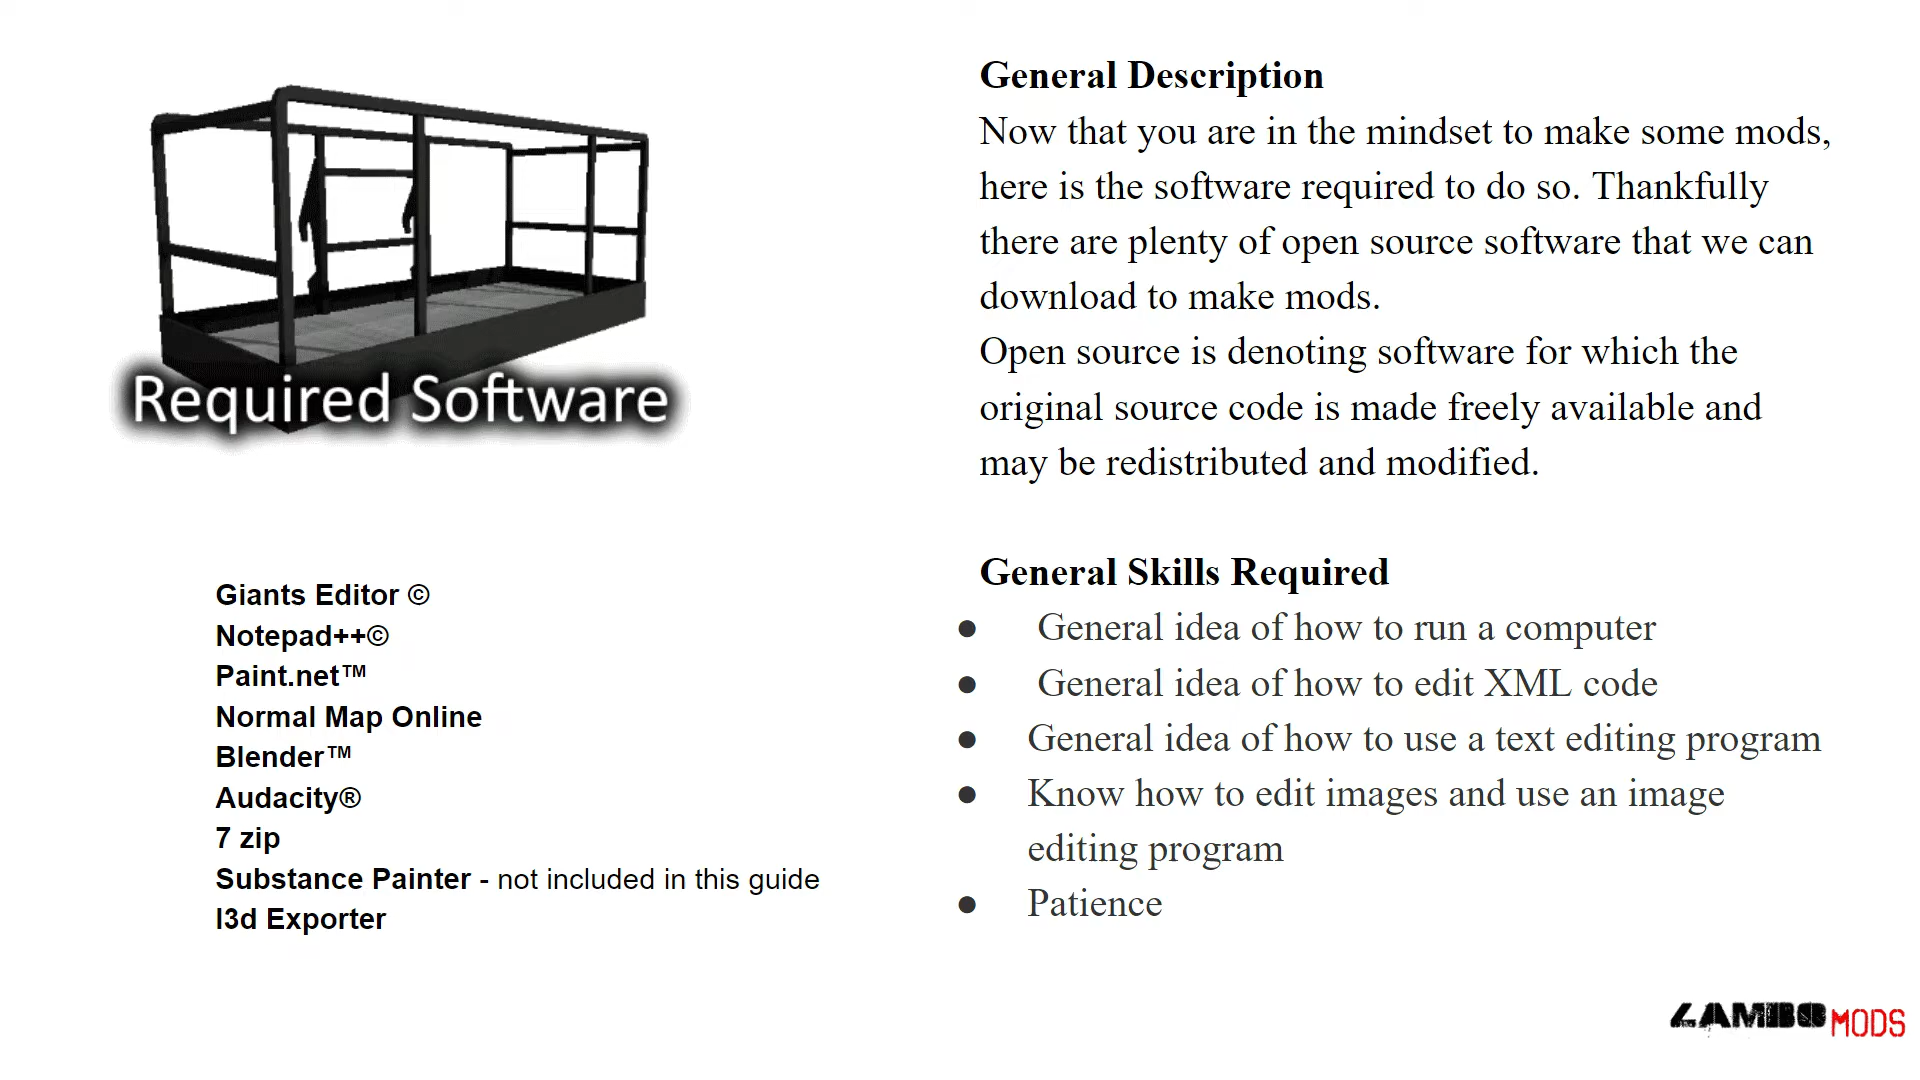 Required Software
Giants Editor ©
Notepad++©
Paint.net™
Normal Map Online
Blender™
Audacity®
7 zip
Substance Painter - not included in this guide
I3d Exporter
General Description
Now that you are in the mindset to make some mods,
here is the software required to do so. Thankfully
there are plenty of open source software that we can
download to make mods.
Open source is denoting software for which the
original source code is made freely available and
may be redistributed and modified.
General Skills Required
● General idea of how to run a computer
● General idea of how to edit XML code
● General idea of how to use a text editing program
● Know how to edit images and use an image
editing program
● Patience
LAMBO MODS